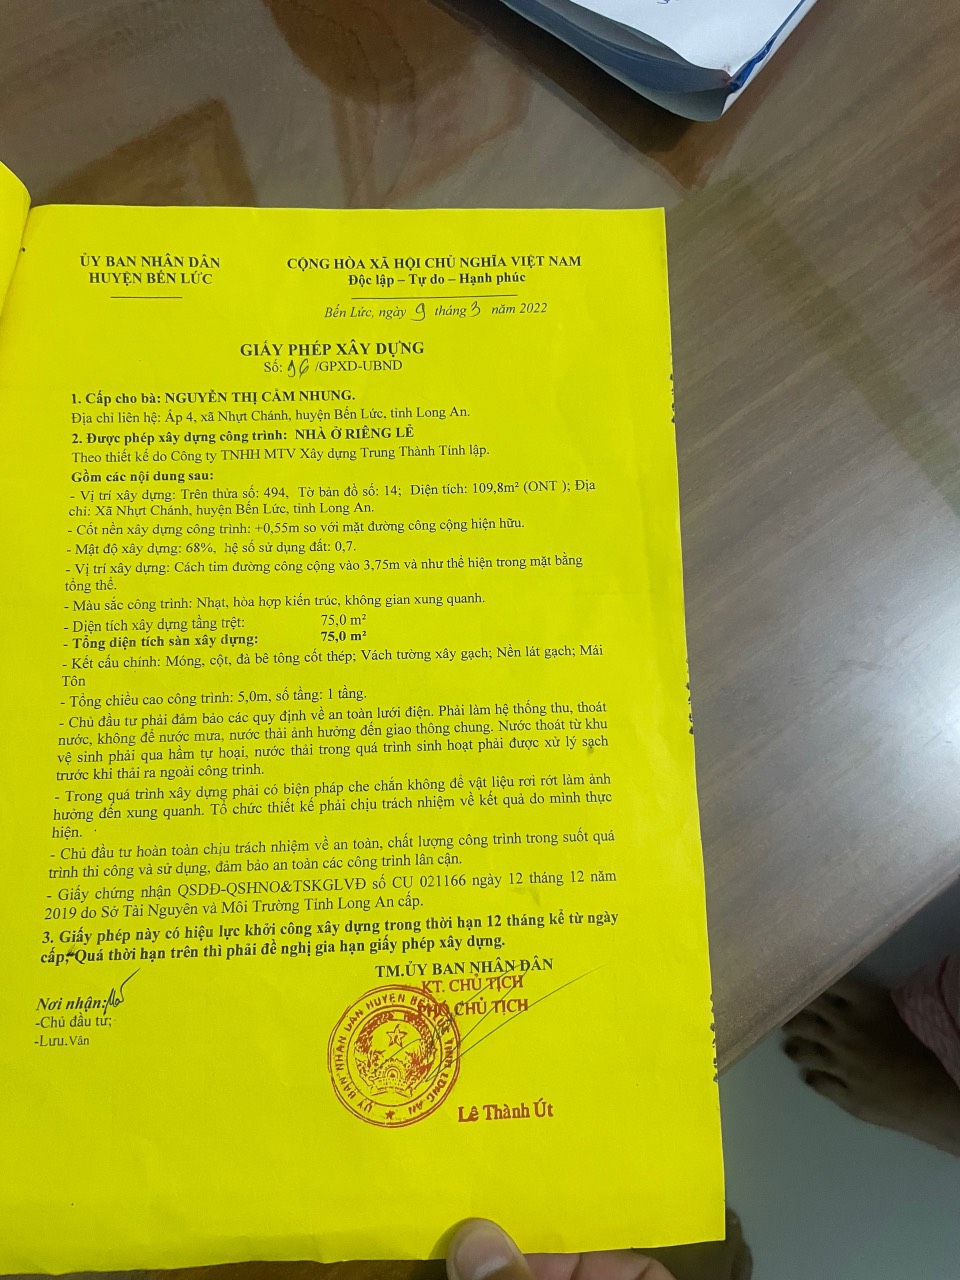 ỦY BAN NHÂN DÂN
HUYỆN BẾN LỨC
CỘNG HÒA XÃ HỘI CHỦ NGHĨA VIỆT NAM
Độc lập – Tự do – Hạnh phúc
Bến Lức, ngày 9 tháng 3 năm 2022
GIẤY PHÉP XÂY DỰNG
Số: /GPXD-UBND
1. Cấp cho bà: NGUYỄN THỊ CẨM NHUNG.
Địa chỉ liên hệ: Ấp 4, xã Nhựt Chánh, huyện Bến Lức, tỉnh Long An.
2. Được phép xây dựng công trình: NHÀ Ở RIÊNG LẺ
Theo thiết kế do Công ty TNHH MTV Xây dựng Trung Thành Tính lập.
Gồm các nội dung sau:
- Vị trí xây dựng: Trên thửa số: 494, Tờ bản đồ số: 14; Diện tích: 109,8m² (ONT ); Địa
chỉ: Xã Nhựt Chánh, huyện Bến Lức, tỉnh Long An.
- Cốt nền xây dựng công trình: +0,55m so với mặt đường công cộng hiện hữu.
- Mật độ xây dựng: 68%, hệ số sử dụng đất: 0,7.
- Vị trí xây dựng: Cách tim đường công cộng vào 3,75m và như thể hiện trong mặt bằng
tổng thể.
- Màu sắc công trình: Nhạt, hòa hợp kiến trúc, không gian xung quanh.
- Diện tích xây dựng tầng trệt: 75,0 m²
- Tổng diện tích sàn xây dựng: 75,0 m²
- Kết cấu chính: Móng, cột, đà bê tông cốt thép; Vách tường xây gạch; Nền lát gạch; Mái
Tôn
- Tổng chiều cao công trình: 5,0m, số tầng: 1 tầng.
- Chủ đầu tư phải đảm bảo các quy định về an toàn lưới điện. Phải làm hệ thống thu, thoát
nước, không để nước mưa, nước thải ảnh hưởng đến giao thông chung. Nước thoát từ khu
vệ sinh phải qua hầm tự hoại, nước thải trong quá trình sinh hoạt phải được xử lý sạch
trước khi thải ra ngoài công trình.
- Trong quá trình xây dựng phải có biện pháp che chắn không để vật liệu rơi rớt làm ảnh
hưởng đến xung quanh. Tổ chức thiết kế phải chịu trách nhiệm về kết quả do mình thực
hiện.
- Chủ đầu tư hoàn toàn chịu trách nhiệm về an toàn, chất lượng công trình trong suốt quá
trình thi công và sử dụng, đảm bảo an toàn các công trình lân cận.
- Giấy chứng nhận QSDĐ-QSHNO&TSKGLVĐ số CU 021166 ngày 12 tháng 12 năm
2019 do Sở Tài Nguyên và Môi Trường Tỉnh Long An cấp.
3. Giấy phép này có hiệu lực khởi công xây dựng trong thời hạn 12 tháng kể từ ngày
cấp; Quá thời hạn trên thì phải đề nghị gia hạn giấy phép xây dựng.
TM.ỦY BAN NHÂN DÂN
KT. CHỦ TỊCH
PHÓ CHỦ TỊCH
Nơi nhận:
-Chủ đầu tư;
-Lưu.Văn
ỦY BAN NHÂN DÂN HUYỆN BẾN LỨC TỈNH LONG AN
Lê Thành Út